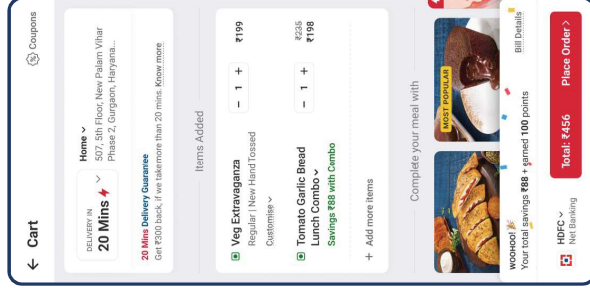 ← Cart
Coupons
DELIVERY IN
20 Mins
Home
507, 5th Floor, New Palam Vihar
Phase 2, Gurgaon, Haryana...
20 Mins Delivery Guarantee
Get ₹300 back, if we take more than 20 mins. Know more
Items Added
Veg Extravaganza
Regular | New Hand Tossed
Customise
− 1 +
₹199
Tomato Garlic Bread
Lunch Combo
Savings ₹88 with Cembo
− 1 +
₹235
₹198
+ Add more items
Complete your meal with
MOST POPULAR
WOOHOO!
Your total savings ₹88 + earned 100 points
Bill Details
HDFC
Net Banking
Total: ₹456
Place Order >